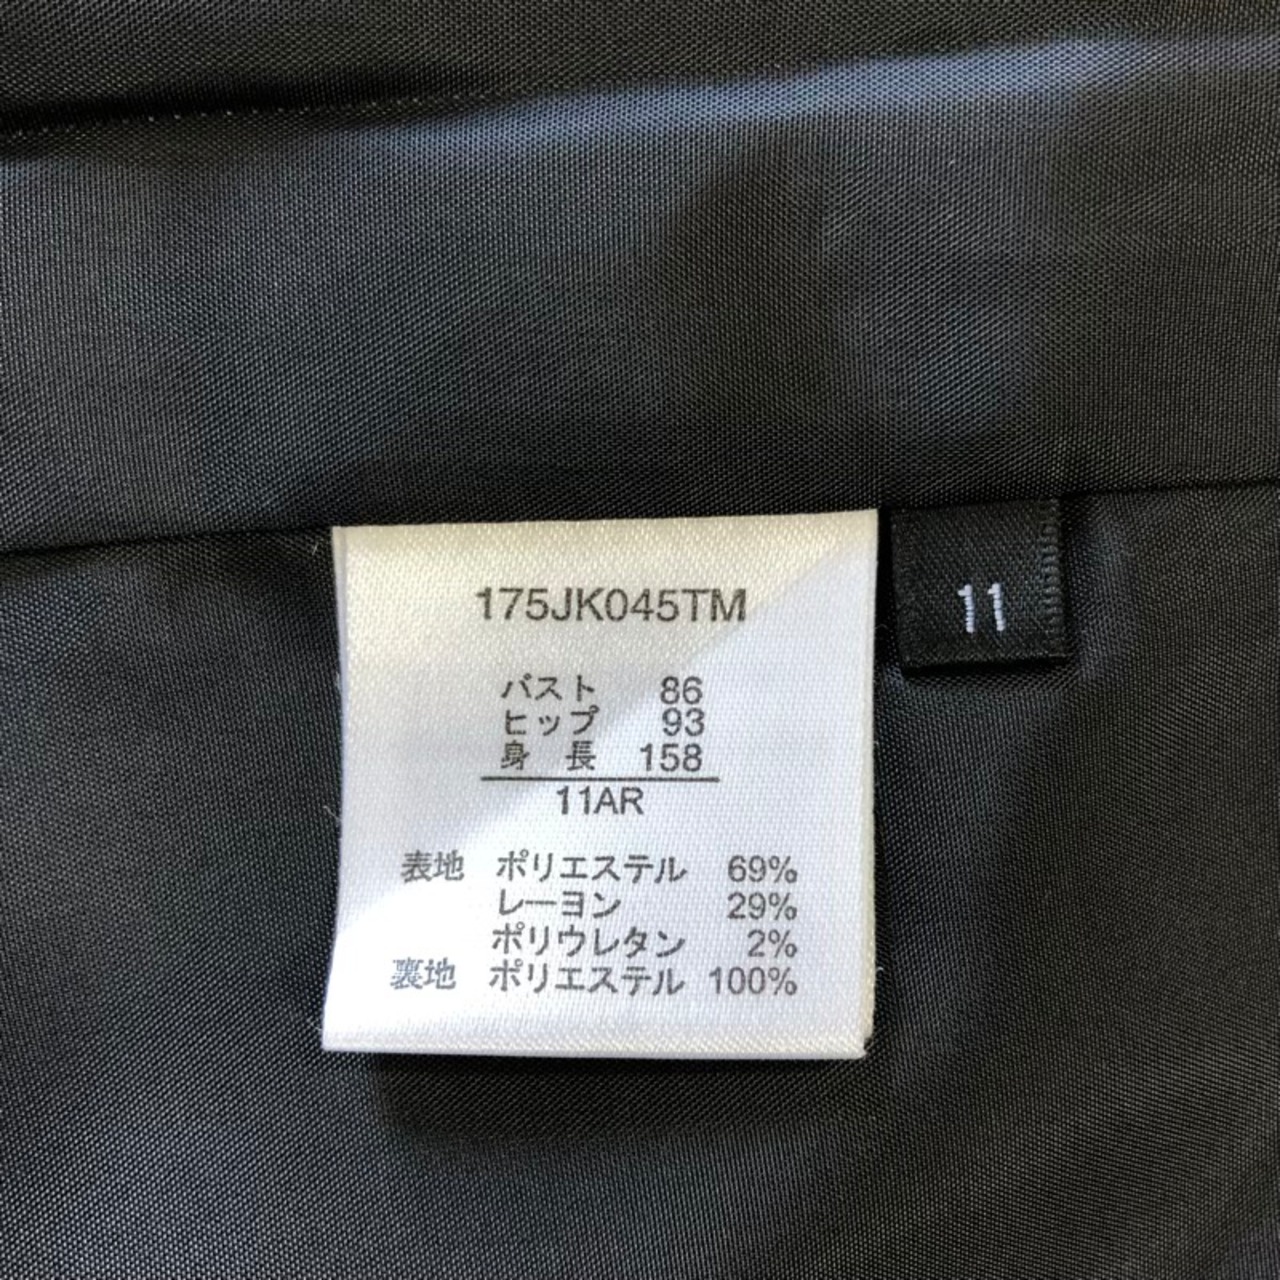 175JK045TM
11
バスト 86
ヒップ 93
身 長 158
11AR
表地 ポリエステル 69%
レーヨン 29%
ポリウレタン 2%
裏地 ポリエステル 100%